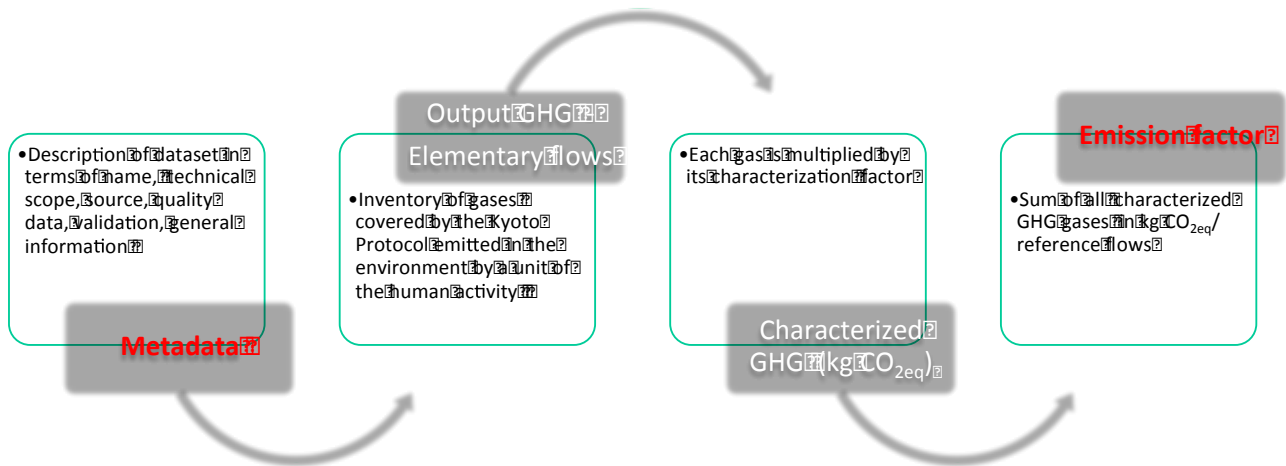 •Description of dataset in
terms of name, technical
scope, source, quality
data, validation, general
information
Metadata
Output GHG -
Elementary flows
•Inventory of gases
covered by the Kyoto
Protocol emitted in the
environment by a unit of
the human activity
•Each gas is multiplied by
its characterization factor
Characterized
GHG (kg CO2eq)
Emission factor
•Sum of all characterized
GHG gases in kg CO2eq/
reference flows